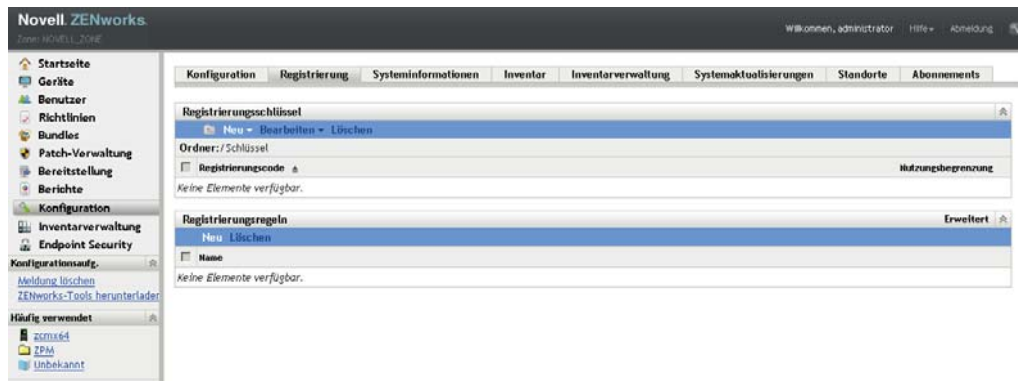 Novell. ZENworks.
Zone: NOVELL_ZONE
Willkommen, administrator Hilfe Abmeldung
Startseite
Geräte
Benutzer
Richtlinien
Bundles
Patch-Verwaltung
Bereitstellung
Berichte
Konfiguration
Inventarverwaltung
Endpoint Security
Konfigurationsaufg.
Meldung löschen
ZENworks-Tools herunterladen
Häufig verwendet
zcmx64
ZPM
Unbekannt
Konfiguration Registrierung Systeminformationen Inventar Inventarverwaltung Systemaktualisierungen Standorte Abonnements
Registrierungsschlüssel
Neu Bearbeiten Löschen
Ordner:/ Schlüssel
Registrierungscode Nutzungsbegrenzung
Keine Elemente verfügbar.
Registrierungsregeln Erweitert
Neu Löschen
Name
Keine Elemente verfügbar.